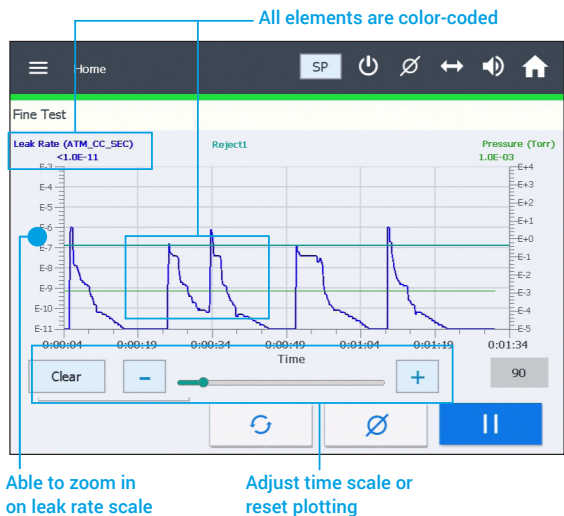 All elements are color-coded
Home
SP
Fine Test
Leak Rate (ATM_CC_SEC)
<1.0E-11
Reject1
Pressure (Torr)
1.0E-03
E-3
E-4
E-5
E-6
E-7
E-8
E-9
E-10
E-11
E+4
E+3
E+2
E+1
E+0
E-1
E-2
E-3
E-4
E-5
0:00:04 0:00:19 0:00:34 0:00:49 0:01:04 0:01:19 0:01:34
Time
Clear
-
+
90
Able to zoom in
on leak rate scale
Adjust time scale or
reset plotting